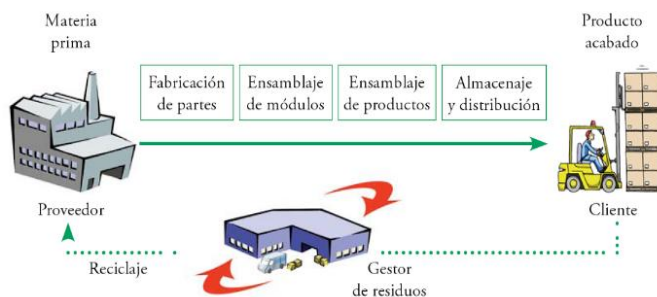 Materia
prima
Producto
acabado
Fabricación
de partes
Ensamblaje
de módulos
Ensamblaje
de productos
Almacenaje
y distribución
Proveedor
Cliente
Reciclaje
Gestor
de residuos